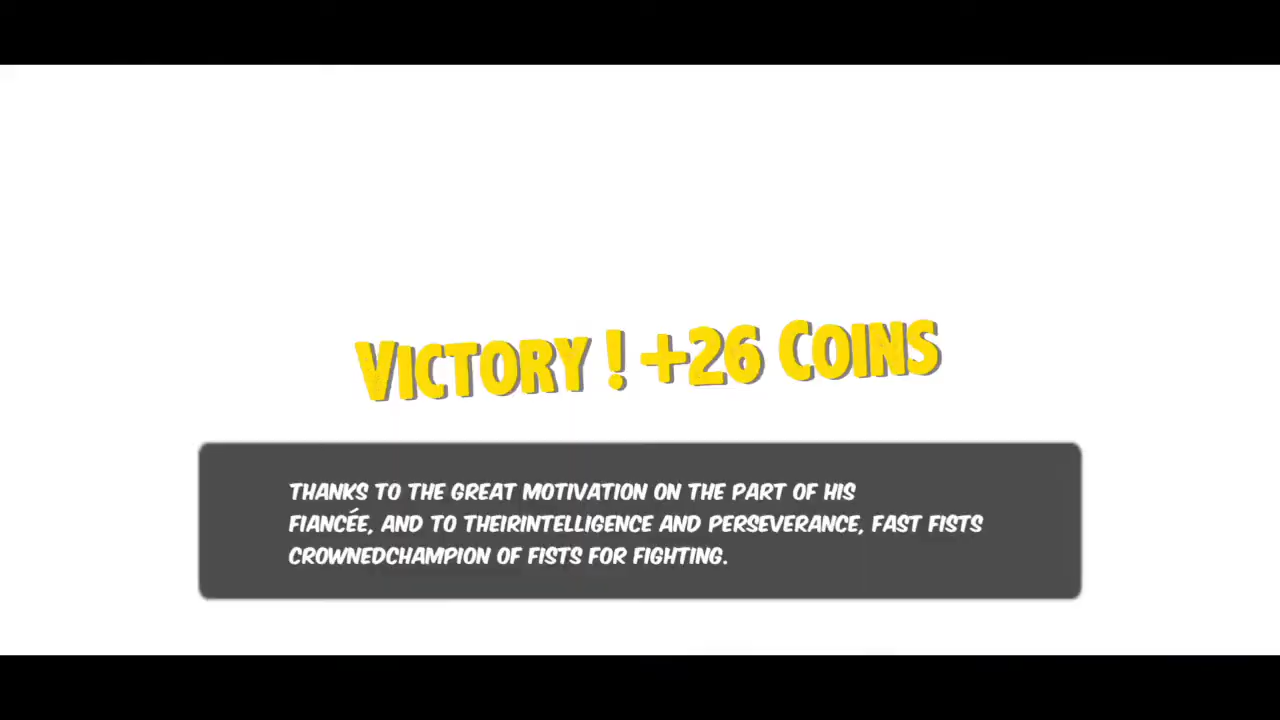 VICTORY ! +26 COINS
THANKS TO THE GREAT MOTIVATION ON THE PART OF HIS
FIANCÉE, AND TO THEIRINTELLIGENCE AND PERSEVERANCE, FAST FISTS
CROWNEDCHAMPION OF FISTS FOR FIGHTING.